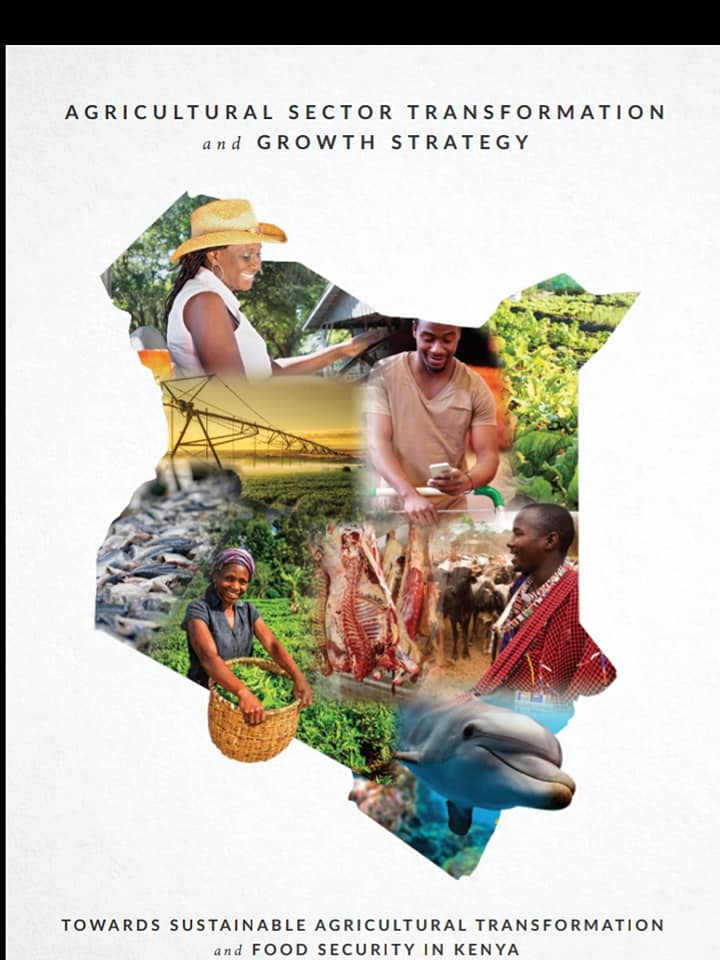 AGRICULTURAL SECTOR TRANSFORMATION
and GROWTH STRATEGY
TOWARDS SUSTAINABLE AGRICULTURAL TRANSFORMATION
and FOOD SECURITY IN KENYA